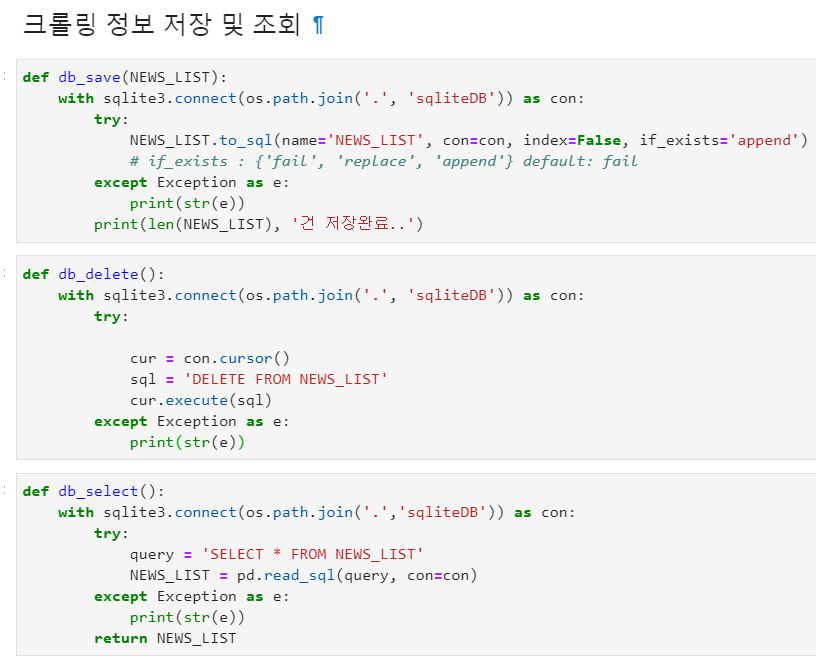 크롤링 정보 저장 및 조회 ¶
def db_save(NEWS_LIST):
    with sqlite3.connect(os.path.join('.', 'sqliteDB')) as con:
        try:
            NEWS_LIST.to_sql(name='NEWS_LIST', con=con, index=False, if_exists='append')
            # if_exists : {'fail', 'replace', 'append'} default: fail
        except Exception as e:
            print(str(e))
        print(len(NEWS_LIST), '건 저장완료..')
def db_delete():
    with sqlite3.connect(os.path.join('.', 'sqliteDB')) as con:
        try:
            cur = con.cursor()
            sql = 'DELETE FROM NEWS_LIST'
            cur.execute(sql)
        except Exception as e:
            print(str(e))
def db_select():
    with sqlite3.connect(os.path.join('.','sqliteDB')) as con:
        try:
            query = 'SELECT * FROM NEWS_LIST'
            NEWS_LIST = pd.read_sql(query, con=con)
        except Exception as e:
            print(str(e))
        return NEWS_LIST